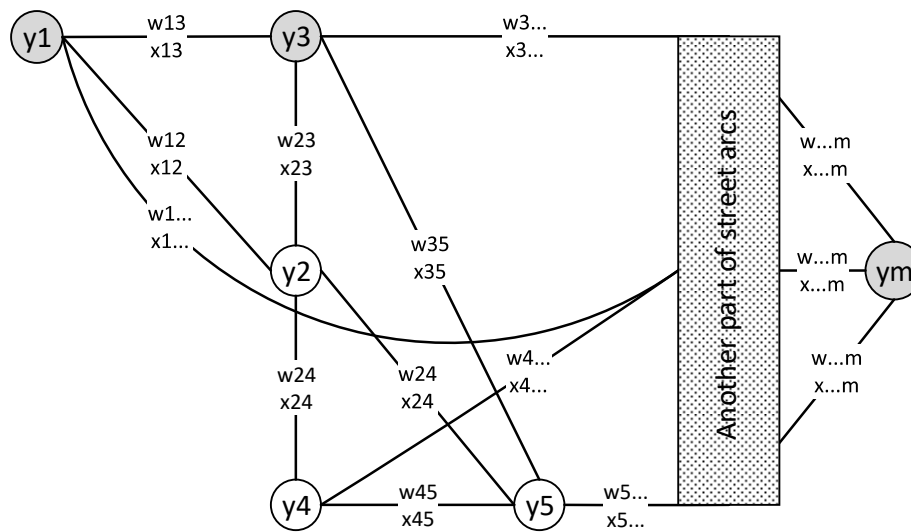 y1
w13
x13
y3
w3...
x3...
w12
x12
w23
x23
w1...
x1...
w35
x35
y2
w24
x24
w24
x24
w4...
x4...
y4
w45
x45
y5
w5...
x5...
Another part of street arcs
w...m
x...m
w...m
x...m
ym
w...m
x...m